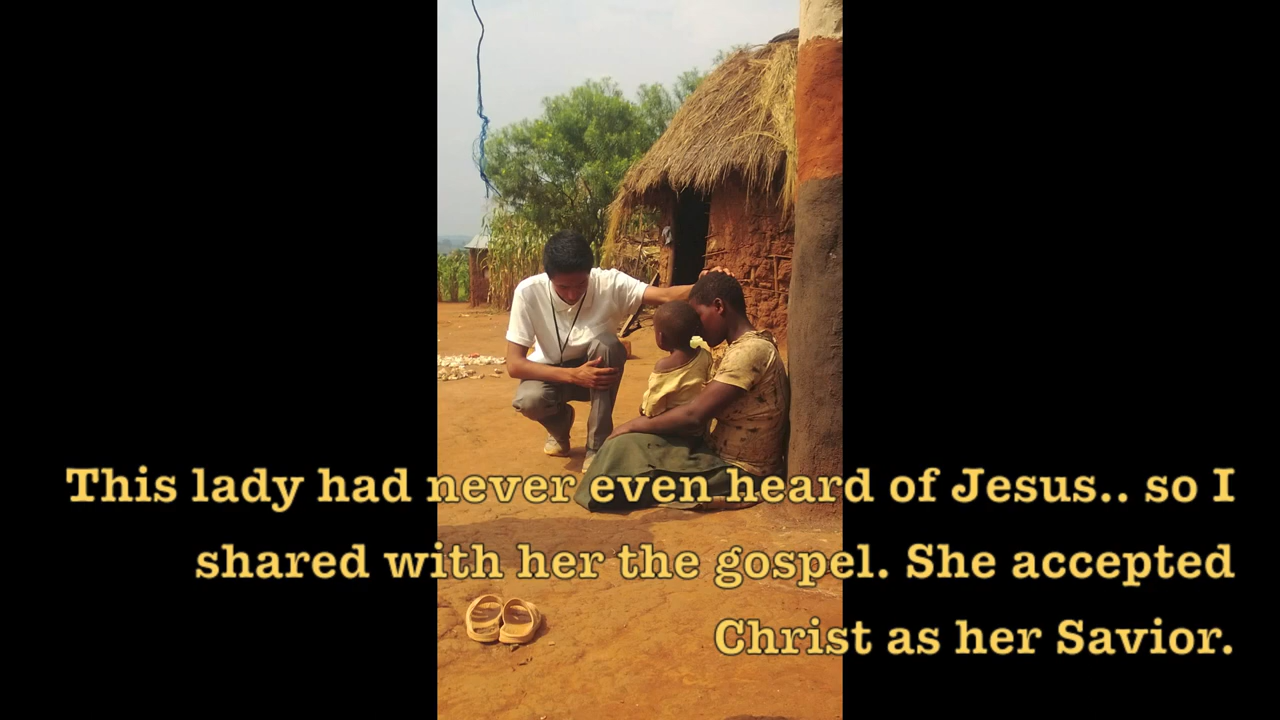 This lady had never even heard of Jesus.. so I
shared with her the gospel. She accepted
Christ as her Savior.